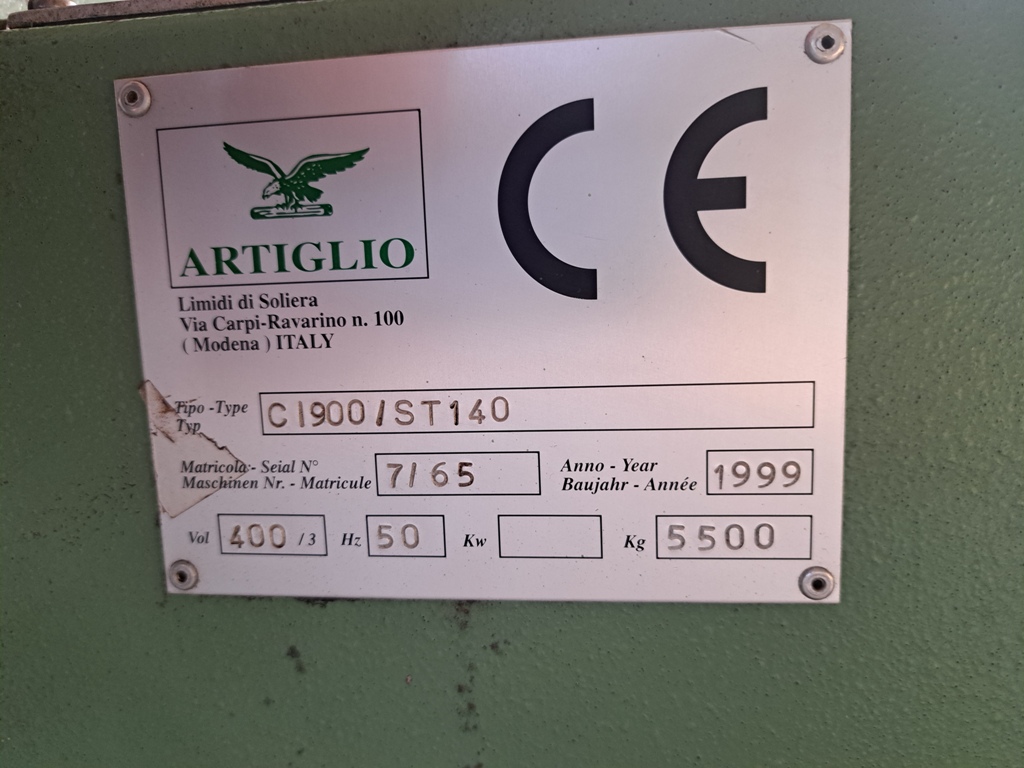 CE
ARTIGLIO
Limidi di Soliera
Via Carpi-Ravarino n. 100
( Modena ) ITALY
Tipo - Type C1900/ST140
Typ
Matricola - Seial N° 7/65 Anno - Year 1999
Maschinen Nr. - Matricule Baujahr - Année
Vol 400/3 Hz 50 Kw Kg 5500